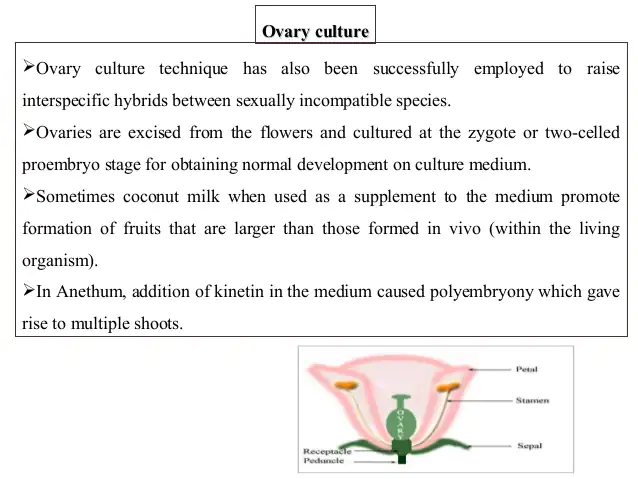 Ovary culture
➢Ovary culture technique has also been successfully employed to raise
interspecific hybrids between sexually incompatible species.
➢Ovaries are excised from the flowers and cultured at the zygote or two-celled
proembryo stage for obtaining normal development on culture medium.
➢Sometimes coconut milk when used as a supplement to the medium promote
formation of fruits that are larger than those formed in vivo (within the living
organism).
➢In Anethum, addition of kinetin in the medium caused polyembryony which gave
rise to multiple shoots.
Petal
Stamen
OVARY
Sepal
Receptacle
Peduncle